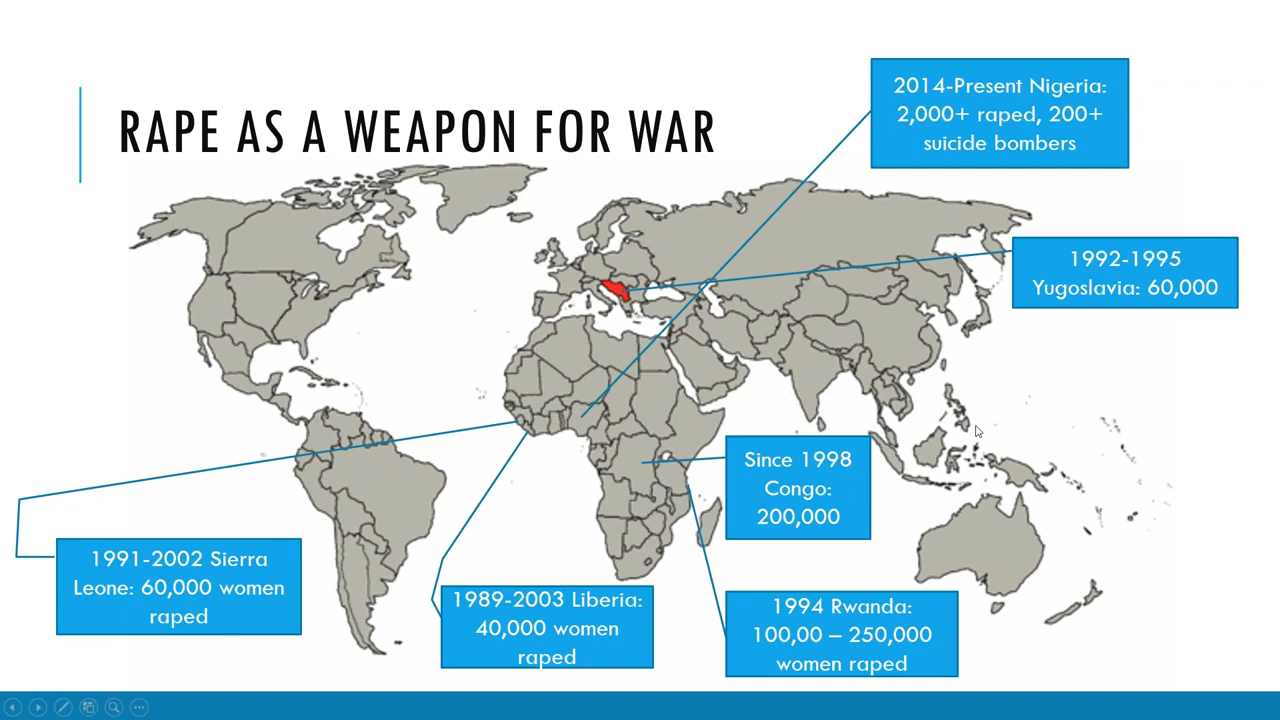 RAPE AS A WEAPON FOR WAR
2014-Present Nigeria:
2,000+ raped, 200+
suicide bombers
1992-1995
Yugoslavia: 60,000
Since 1998
Congo:
200,000
1991-2002 Sierra
Leone: 60,000 women
raped
1989-2003 Liberia:
40,000 women
raped
1994 Rwanda:
100,00 – 250,000
women raped